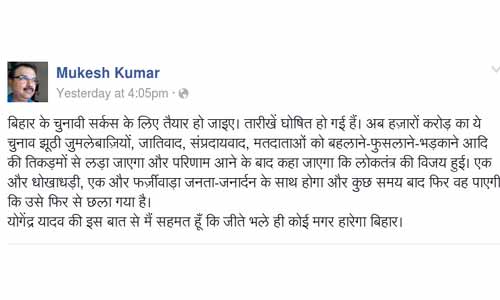 Mukesh Kumar
Yesterday at 4:05pm ·
बिहार के चुनावी सर्कस के लिए तैयार हो जाइए। तारीखें घोषित हो गई हैं। अब हज़ारों करोड़ का ये
चुनाव झूठी जुमलेबाज़ियों, जातिवाद, संप्रदायवाद, मतदाताओं को बहलाने-फुसलाने-भड़काने आदि
की तिकड़मों से लड़ा जाएगा और परिणाम आने के बाद कहा जाएगा कि लोकतंत्र की विजय हुई। एक
और धोखाधड़ी, एक और फर्ज़ीवाड़ा जनता-जनार्दन के साथ होगा और कुछ समय बाद फिर वह पाएगी
कि उसे फिर से छला गया है।
योगेंद्र यादव की इस बात से मैं सहमत हूँ कि जीते भले ही कोई मगर हारेगा बिहार।